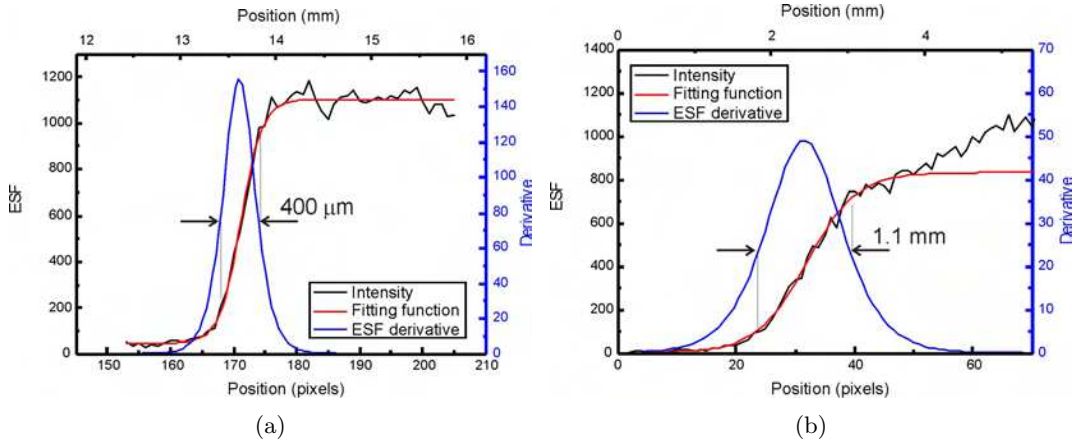 Position (mm)
12 13 14 15 16
1200
1000
800
600
400
200
0
ESF
160
140
120
100
80
60
40
20
0
Derivative
400 μm
Intensity
Fitting function
ESF derivative
150 160 170 180 190 200 210
Position (pixels)
(a)
Position (mm)
0 2 4
1400
1200
1000
800
600
400
200
0
ESF
70
60
50
40
30
20
10
0
Derivative
Intensity
Fitting function
ESF derivative
1.1 mm
0 20 40 60
Position (pixels)
(b)